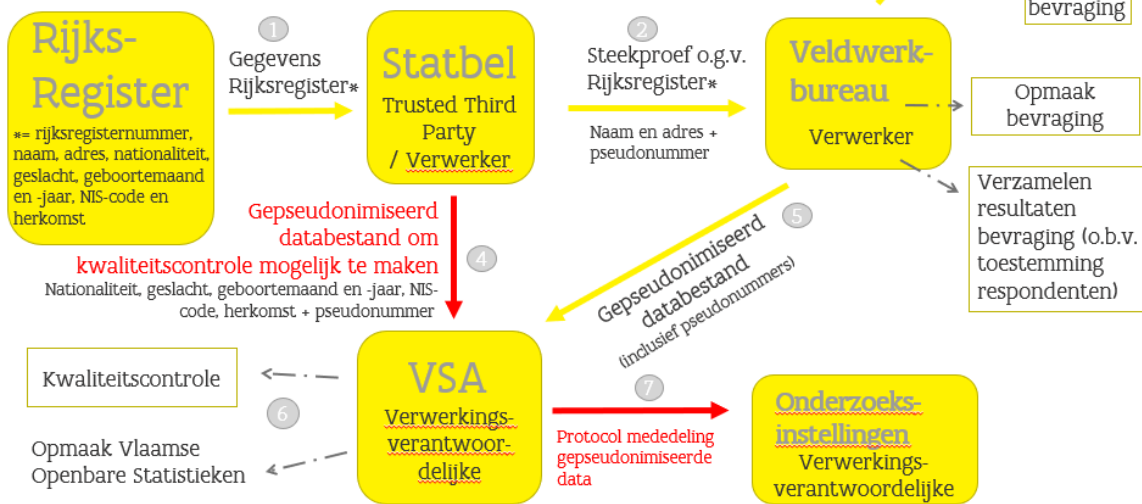 bevraging
Rijks-
Register
*= rijksregisternummer,
naam, adres, nationaliteit,
geslacht, geboortemaand
en -jaar, NIS-code en
herkomst
1
Gegevens
Rijksregister*
Statbel
Trusted Third
Party
/ Verwerker
2
Steekproef o.g.v.
Rijksregister*
Naam en adres +
pseudonummer
Veldwerk-
bureau
Verwerker
Opmaak
bevraging
Verzamelen
resultaten
bevraging (o.b.v.
toestemming
respondenten)
Gepseudonimiseerd
databestand om
kwaliteitscontrole mogelijk te maken
Nationaliteit, geslacht, geboortemaand en -jaar, NIS-
code, herkomst + pseudonummer
4
5
Gepseudonimiseerd
databestand
(inclusief pseudonummers)
Kwaliteitscontrole
6
Opmaak Vlaamse
Openbare Statistieken
VSA
Verwerkings-
verantwoor-
delijke
7
Protocol mededeling
gepseudonimiseerde
data
Onderzoeks-
instellingen
Verwerkings-
verantwoordelijke